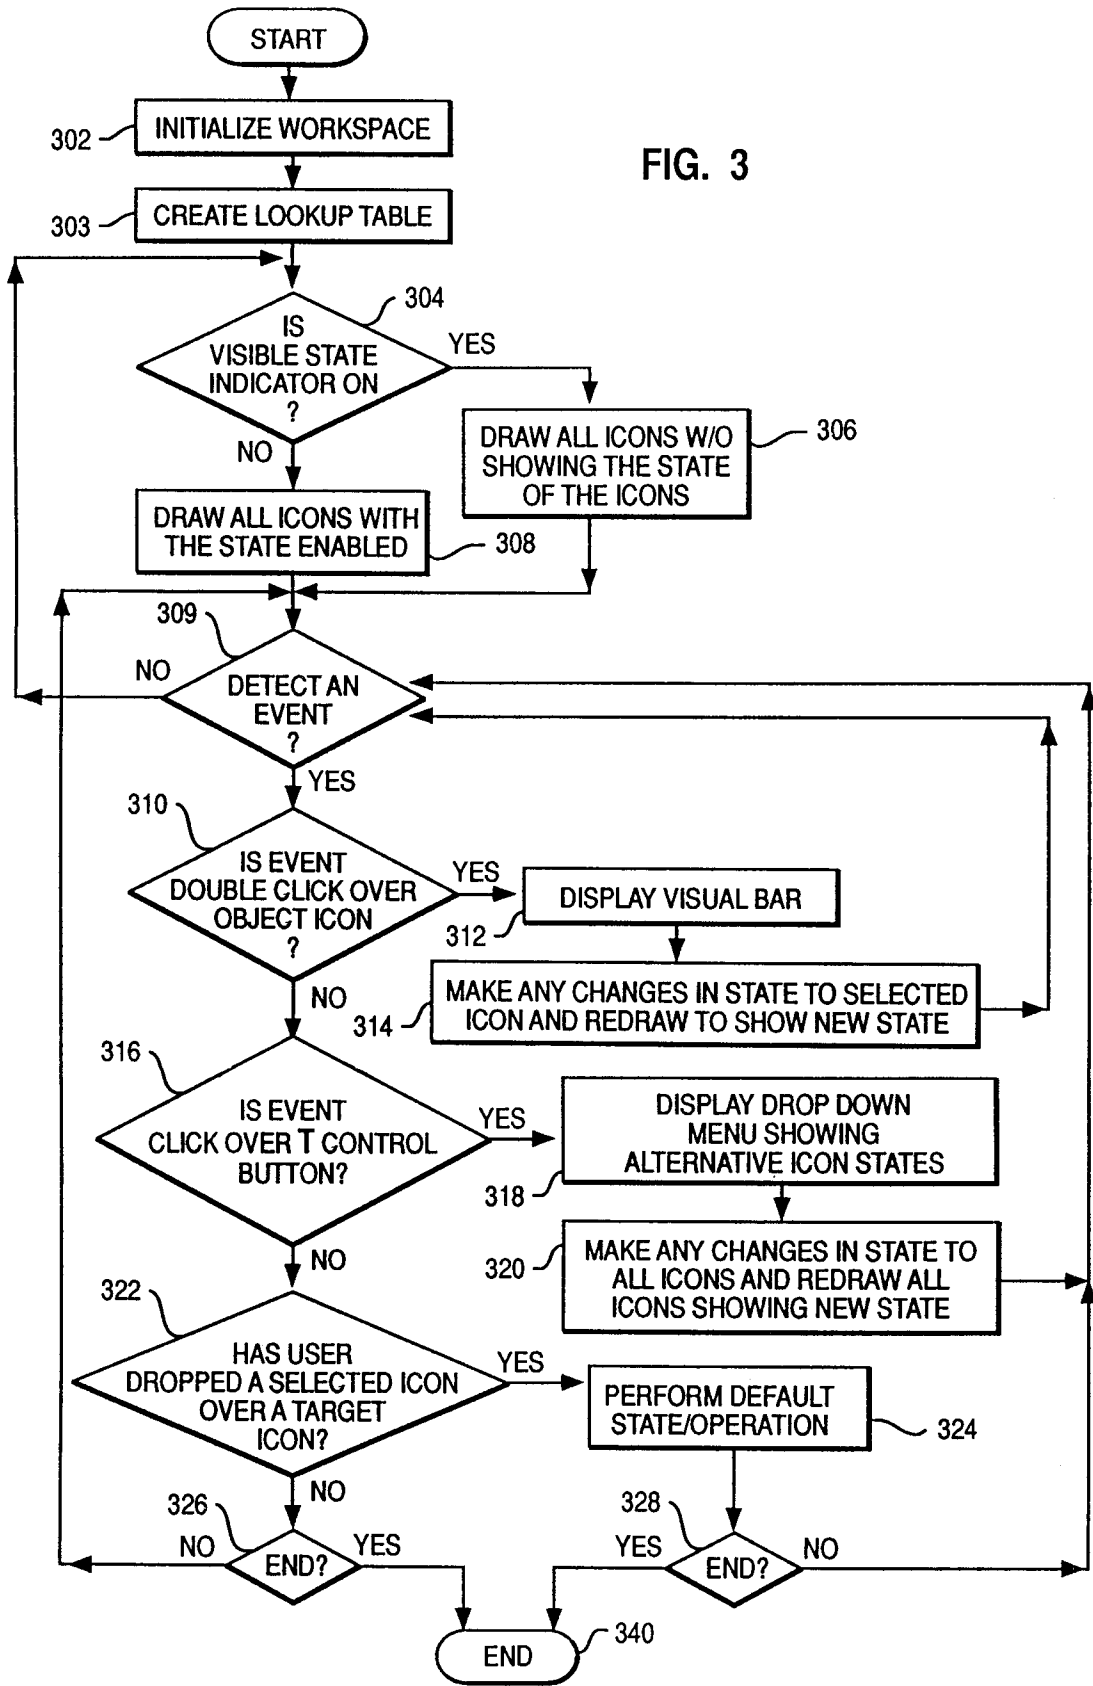 START
302
INITIALIZE WORKSPACE
FIG. 3
303
CREATE LOOKUP TABLE
304
IS
VISIBLE STATE
INDICATOR ON
?
YES
NO
DRAW ALL ICONS W/O
SHOWING THE STATE
OF THE ICONS
306
DRAW ALL ICONS WITH
THE STATE ENABLED
308
309
NO
DETECT AN
EVENT
?
YES
310
IS EVENT
DOUBLE CLICK OVER
OBJECT ICON
?
YES
DISPLAY VISUAL BAR
312
NO
314
MAKE ANY CHANGES IN STATE TO SELECTED
ICON AND REDRAW TO SHOW NEW STATE
316
IS EVENT
CLICK OVER T CONTROL
BUTTON?
YES
DISPLAY DROP DOWN
MENU SHOWING
ALTERNATIVE ICON STATES
318
NO
320
MAKE ANY CHANGES IN STATE TO
ALL ICONS AND REDRAW ALL
ICONS SHOWING NEW STATE
322
HAS USER
DROPPED A SELECTED ICON
OVER A TARGET
ICON?
YES
PERFORM DEFAULT
STATE/OPERATION
324
NO
326
NO
END?
YES
328
YES
END?
NO
END
340